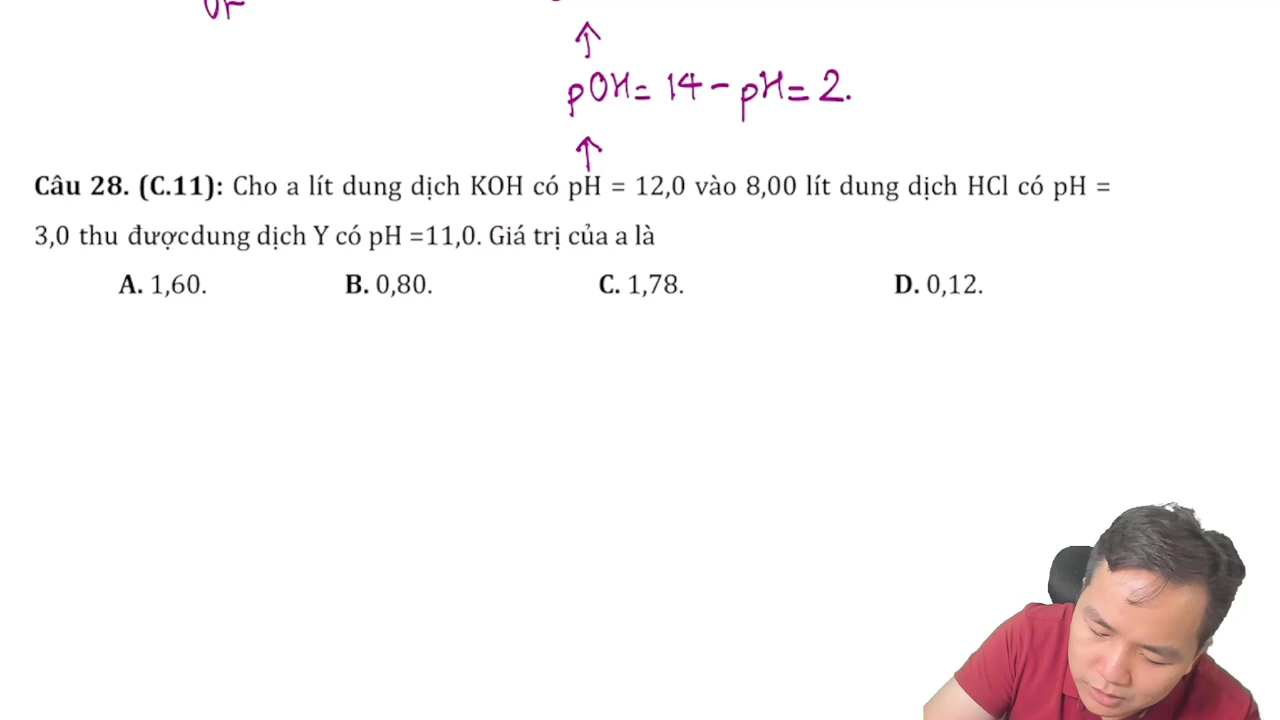 pOH = 14 - pH = 2.
Câu 28. (C.11): Cho a lít dung dịch KOH có pH = 12,0 vào 8,00 lít dung dịch HCl có pH =
3,0 thu đượcdung dịch Y có pH =11,0. Giá trị của a là
A. 1,60. B. 0,80. C. 1,78. D. 0,12.